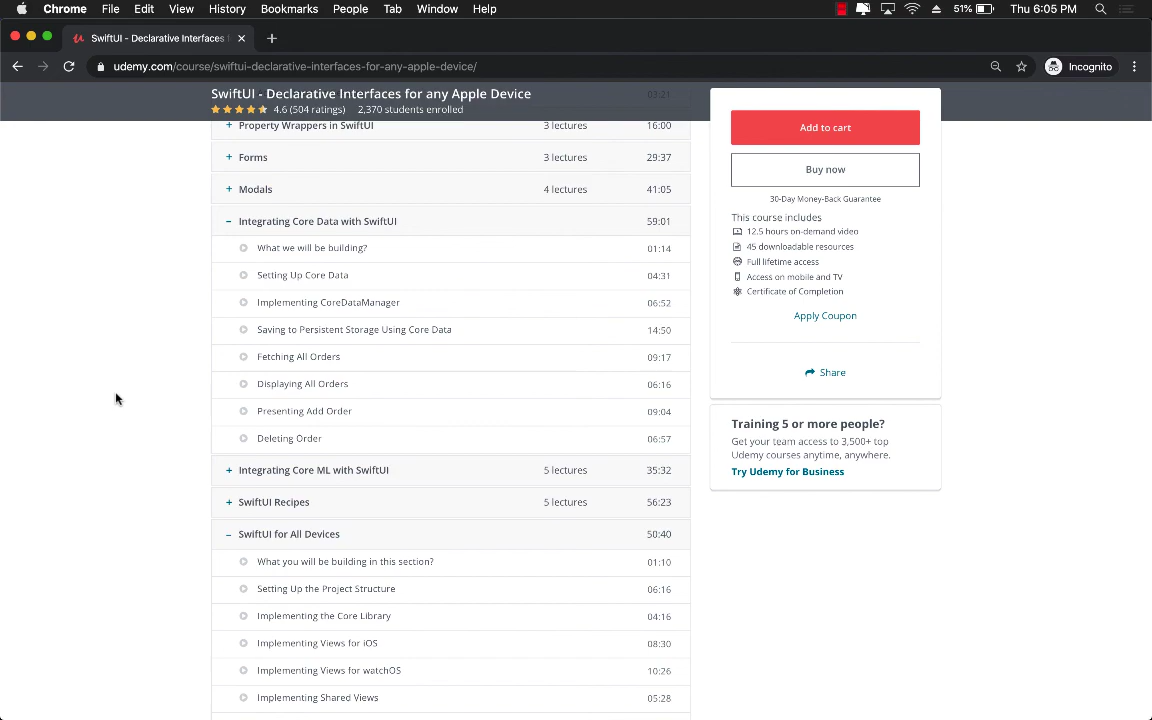 Chrome File Edit View History Bookmarks People Tab Window Help 51% Thu 6:05 PM
SwiftUI - Declarative Interfaces
udemy.com/course/swiftui-declarative-interfaces-for-any-apple-device/ Incognito
SwiftUI - Declarative Interfaces for any Apple Device
4.6 (504 ratings) 2,370 students enrolled
03:21
Property Wrappers in SwiftUI 3 lectures 16:00
Forms 3 lectures 29:37
Modals 4 lectures 41:05
Integrating Core Data with SwiftUI 59:01
What we will be building? 01:14
Setting Up Core Data 04:31
Implementing CoreDataManager 06:52
Saving to Persistent Storage Using Core Data 14:50
Fetching All Orders 09:17
Displaying All Orders 06:16
Presenting Add Order 09:04
Deleting Order 06:57
Integrating Core ML with SwiftUI 5 lectures 35:32
SwiftUI Recipes 5 lectures 56:23
SwiftUI for All Devices 50:40
What you will be building in this section? 01:10
Setting Up the Project Structure 06:16
Implementing the Core Library 04:16
Implementing Views for iOS 08:30
Implementing Views for watchOS 10:26
Implementing Shared Views 05:28
Add to cart
Buy now
30-Day Money-Back Guarantee
This course includes
12.5 hours on-demand video
45 downloadable resources
Full lifetime access
Access on mobile and TV
Certificate of Completion
Apply Coupon
Share
Training 5 or more people?
Get your team access to 3,500+ top
Udemy courses anytime, anywhere.
Try Udemy for Business